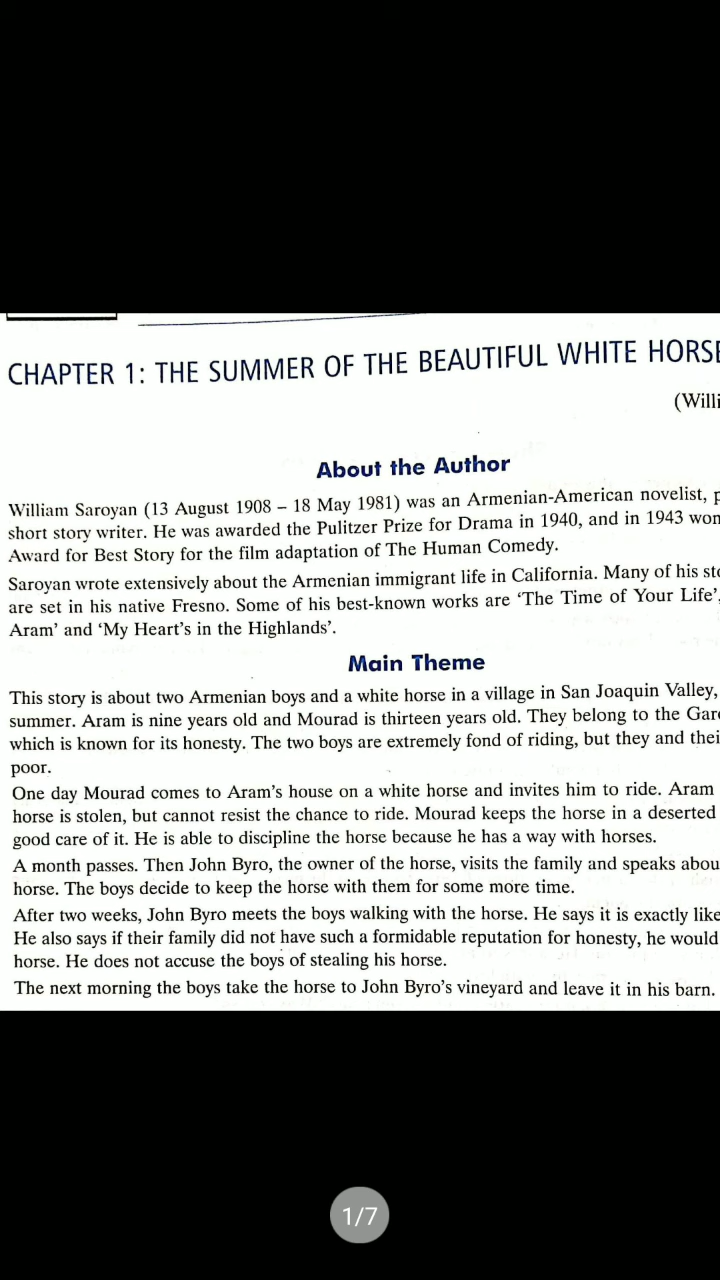 CHAPTER 1: THE SUMMER OF THE BEAUTIFUL WHITE HORSE
(Willi
About the Author
William Saroyan (13 August 1908 – 18 May 1981) was an Armenian-American novelist, p
short story writer. He was awarded the Pulitzer Prize for Drama in 1940, and in 1943 won
Award for Best Story for the film adaptation of The Human Comedy.
Saroyan wrote extensively about the Armenian immigrant life in California. Many of his sto
are set in his native Fresno. Some of his best-known works are ‘The Time of Your Life’,
Aram’ and ‘My Heart’s in the Highlands’.
Main Theme
This story is about two Armenian boys and a white horse in a village in San Joaquin Valley,
summer. Aram is nine years old and Mourad is thirteen years old. They belong to the Garo
which is known for its honesty. The two boys are extremely fond of riding, but they and thei
poor.
One day Mourad comes to Aram’s house on a white horse and invites him to ride. Aram
horse is stolen, but cannot resist the chance to ride. Mourad keeps the horse in a deserted
good care of it. He is able to discipline the horse because he has a way with horses.
A month passes. Then John Byro, the owner of the horse, visits the family and speaks abou
horse. The boys decide to keep the horse with them for some more time.
After two weeks, John Byro meets the boys walking with the horse. He says it is exactly like
He also says if their family did not have such a formidable reputation for honesty, he would
horse. He does not accuse the boys of stealing his horse.
The next morning the boys take the horse to John Byro’s vineyard and leave it in his barn.
1/7